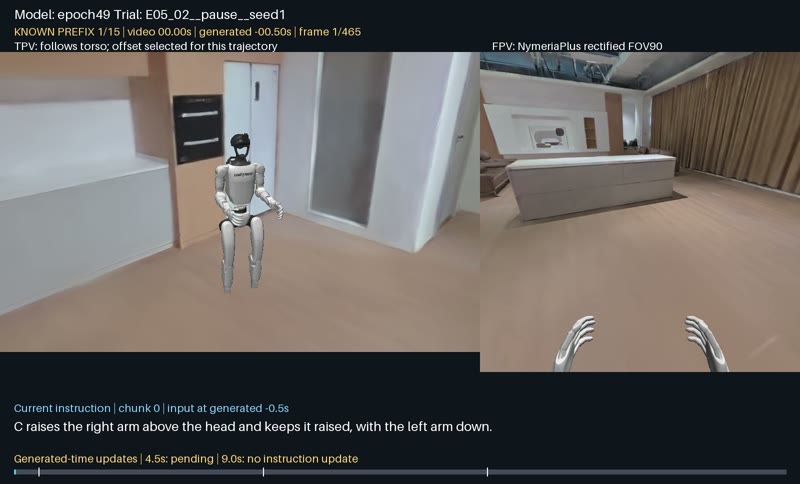 Model: epoch49 Trial: E05_02__pause__seed1
KNOWN PREFIX 1/15 | video 00.00s | generated -00.50s | frame 1/465
TPV: follows torso; offset selected for this trajectory
FPV: NymeriaPlus rectified FOV90
Current instruction | chunk 0 | input at generated -0.5s
C raises the right arm above the head and keeps it raised, with the left arm down.
Generated-time updates | 4.5s: pending | 9.0s: no instruction update